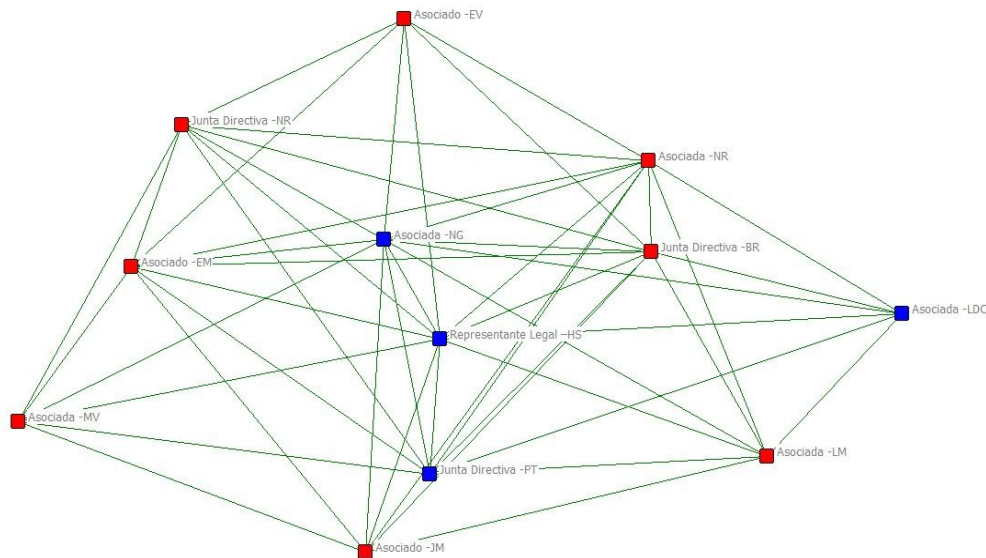 Asociado -EV
Junta Directiva -NR
Asociada -NR
Asociada -NG
Junta Directiva -BR
Asociado -EM
Asociada -LDC
Representante Legal –HS
Asociada -MV
Asociada -LM
Junta Directiva -PT
Asociado -JM